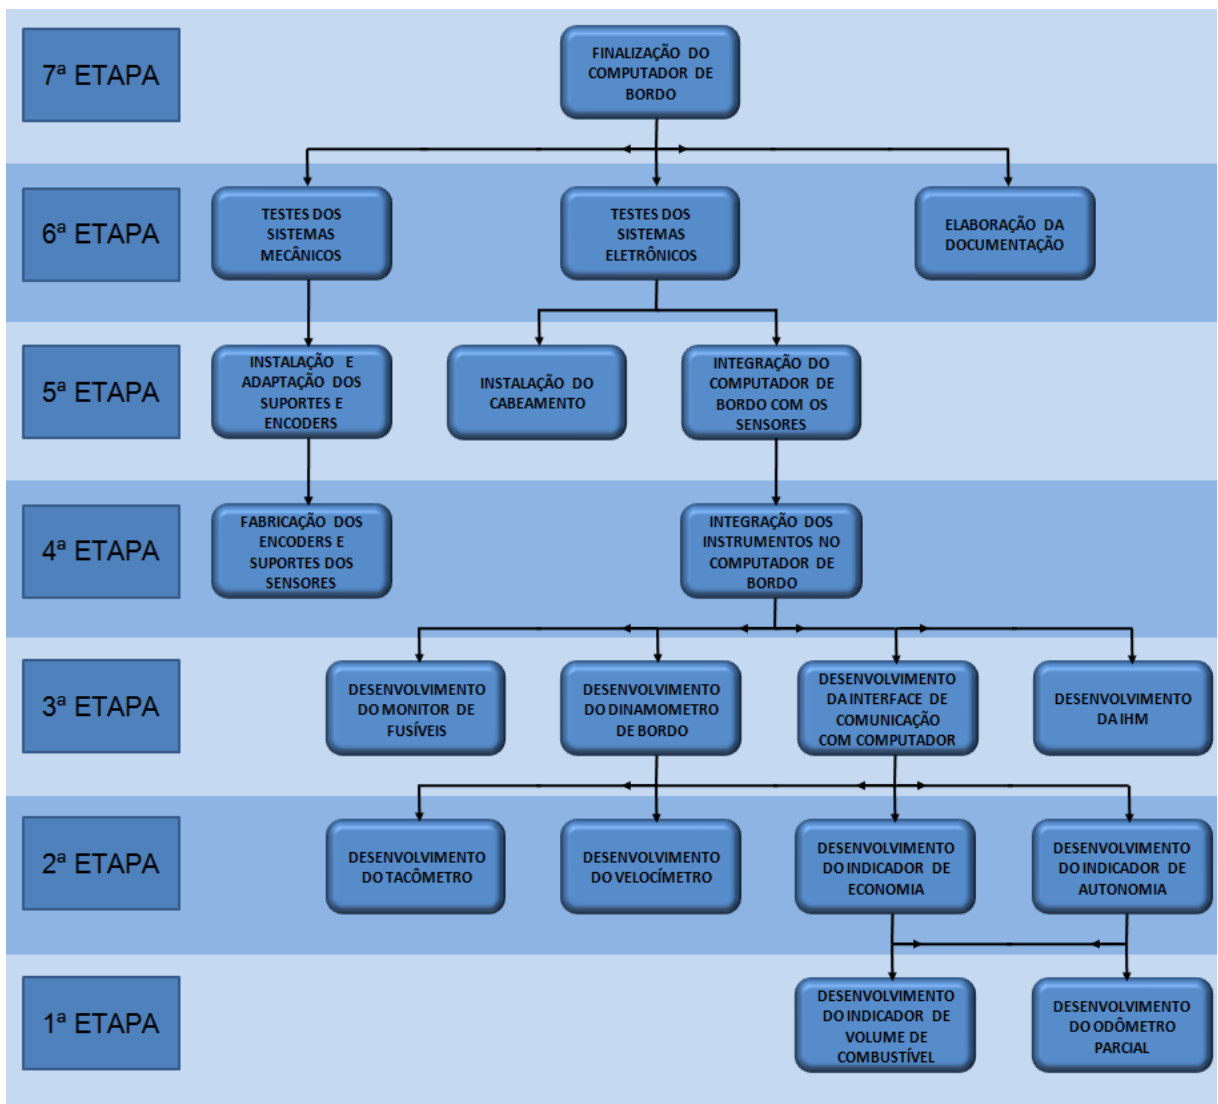 7ª ETAPA
FINALIZAÇÃO DO
COMPUTADOR DE
BORDO
6ª ETAPA
TESTES DOS
SISTEMAS
MECÂNICOS
TESTES DOS
SISTEMAS
ELETRÔNICOS
ELABORAÇÃO DA
DOCUMENTAÇÃO
5ª ETAPA
INSTALAÇÃO E
ADAPTAÇÃO DOS
SUPORTES E
ENCODERS
INSTALAÇÃO DO
CABEAMENTO
INTEGRAÇÃO DO
COMPUTADOR DE
BORDO COM OS
SENSORES
4ª ETAPA
FABRICAÇÃO DOS
ENCODERS E
SUPORTES DOS
SENSORES
INTEGRAÇÃO DOS
INSTRUMENTOS NO
COMPUTADOR DE
BORDO
3ª ETAPA
DESENVOLVIMENTO
DO MONITOR DE
FUSÍVEIS
DESENVOLVIMENTO
DO DINAMOMETRO
DE BORDO
DESENVOLVIMENTO
DA INTERFACE DE
COMUNICAÇÃO
COM COMPUTADOR
DESENVOLVIMENTO
DA IHM
2ª ETAPA
DESENVOLVIMENTO
DO TACÔMETRO
DESENVOLVIMENTO
DO VELOCÍMETRO
DESENVOLVIMENTO
DO INDICADOR DE
ECONOMIA
DESENVOLVIMENTO
DO INDICADOR DE
AUTONOMIA
1ª ETAPA
DESENVOLVIMENTO
DO INDICADOR DE
VOLUME DE
COMBUSTÍVEL
DESENVOLVIMENTO
DO ODÔMETRO
PARCIAL